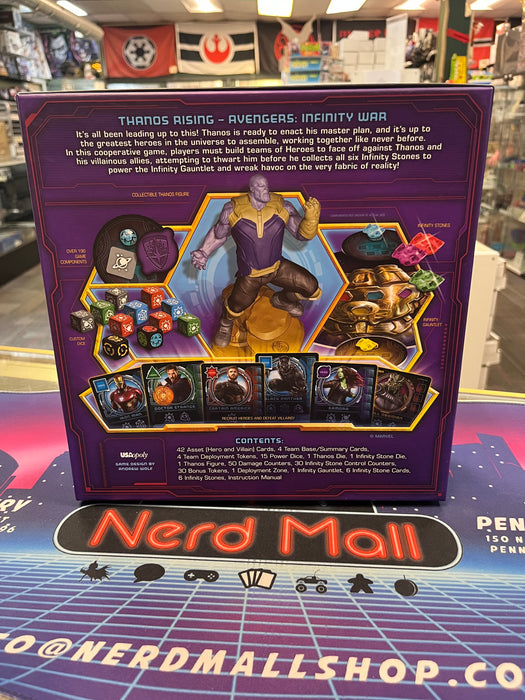 THANOS RISING – AVENGERS: INFINITY WAR
It's all been leading up to this! Thanos is ready to enact his master plan, and it's up to
the greatest heroes in the universe to assemble, working together like never before.
In this cooperative game, players must build teams of Heroes to face off against Thanos and
his villainous allies, attempting to thwart him before he collects all six Infinity Stones to
power the Infinity Gauntlet and wreak havoc on the very fabric of reality!
COLLECTIBLE THANOS FIGURE
INFINITY STONES
OVER 190
GAME
COMPONENTS
INFINITY
GAUNTLET
CUSTOM
DICE
DOCTOR STRANGE
CAPTAIN AMERICA
BLACK PANTHER
GAMORA
RECRUIT HEROES AND DEFEAT VILLAINS!
© MARVEL
CONTENTS:
42 Asset (Hero and Villain) Cards, 4 Team Base/Summary Cards,
4 Team Deployment Tokens, 15 Power Dice, 1 Thanos Die, 1 Infinity Stone Die,
1 Thanos Figure, 50 Damage Counters, 30 Infinity Stone Control Counters,
20 Bonus Tokens, 1 Deployment Zone, 1 Infinity Gauntlet, 6 Infinity Stone Cards,
6 Infinity Stones, Instruction Manual
USAopoly
GAME DESIGN BY
ANDREW WOLF
Nerd Mall
PEN
150 N
PENN
O@NERDMALLSHOP.CO